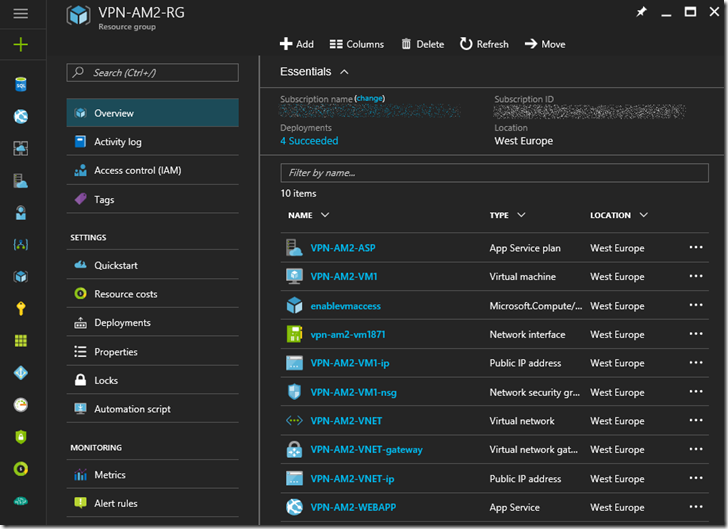 VPN-AM2-RG
Resource group
Search (Ctrl+/)
Overview
Activity log
Access control (IAM)
Tags
SETTINGS
Quickstart
Resource costs
Deployments
Properties
Locks
Automation script
MONITORING
Metrics
Alert rules
Add Columns Delete Refresh Move
Essentials
Subscription name (change) Subscription ID
Deployments Location
4 Succeeded West Europe
Filter by name...
10 items
NAME TYPE LOCATION
VPN-AM2-ASP App Service plan West Europe ...
VPN-AM2-VM1 Virtual machine West Europe ...
enablevmaccess Microsoft.Compute/... West Europe ...
vpn-am2-vm1871 Network interface West Europe ...
VPN-AM2-VM1-ip Public IP address West Europe ...
VPN-AM2-VM1-nsg Network security gr... West Europe ...
VPN-AM2-VNET Virtual network West Europe ...
VPN-AM2-VNET-gateway Virtual network gat... West Europe ...
VPN-AM2-VNET-ip Public IP address West Europe ...
VPN-AM2-WEBAPP App Service West Europe ...